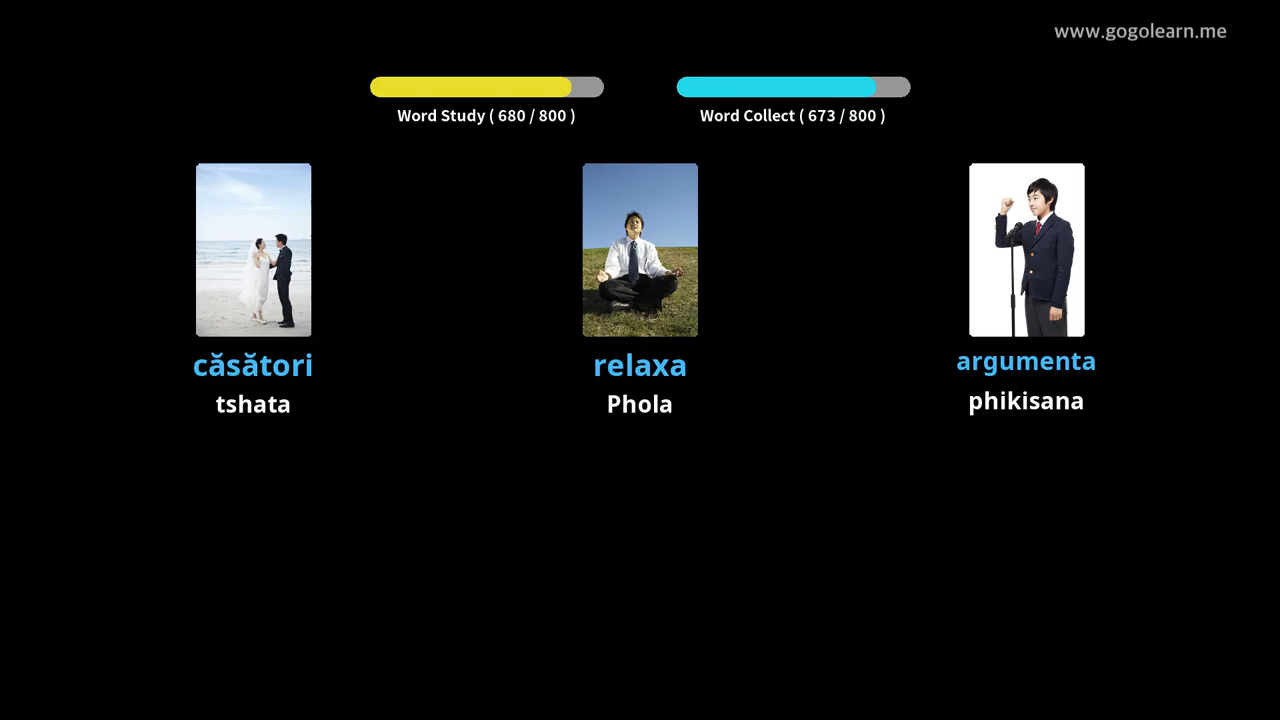 www.gogolearn.me
Word Study ( 680 / 800 )
Word Collect ( 673 / 800 )
căsători
tshata
relaxa
Phola
argumenta
phikisana